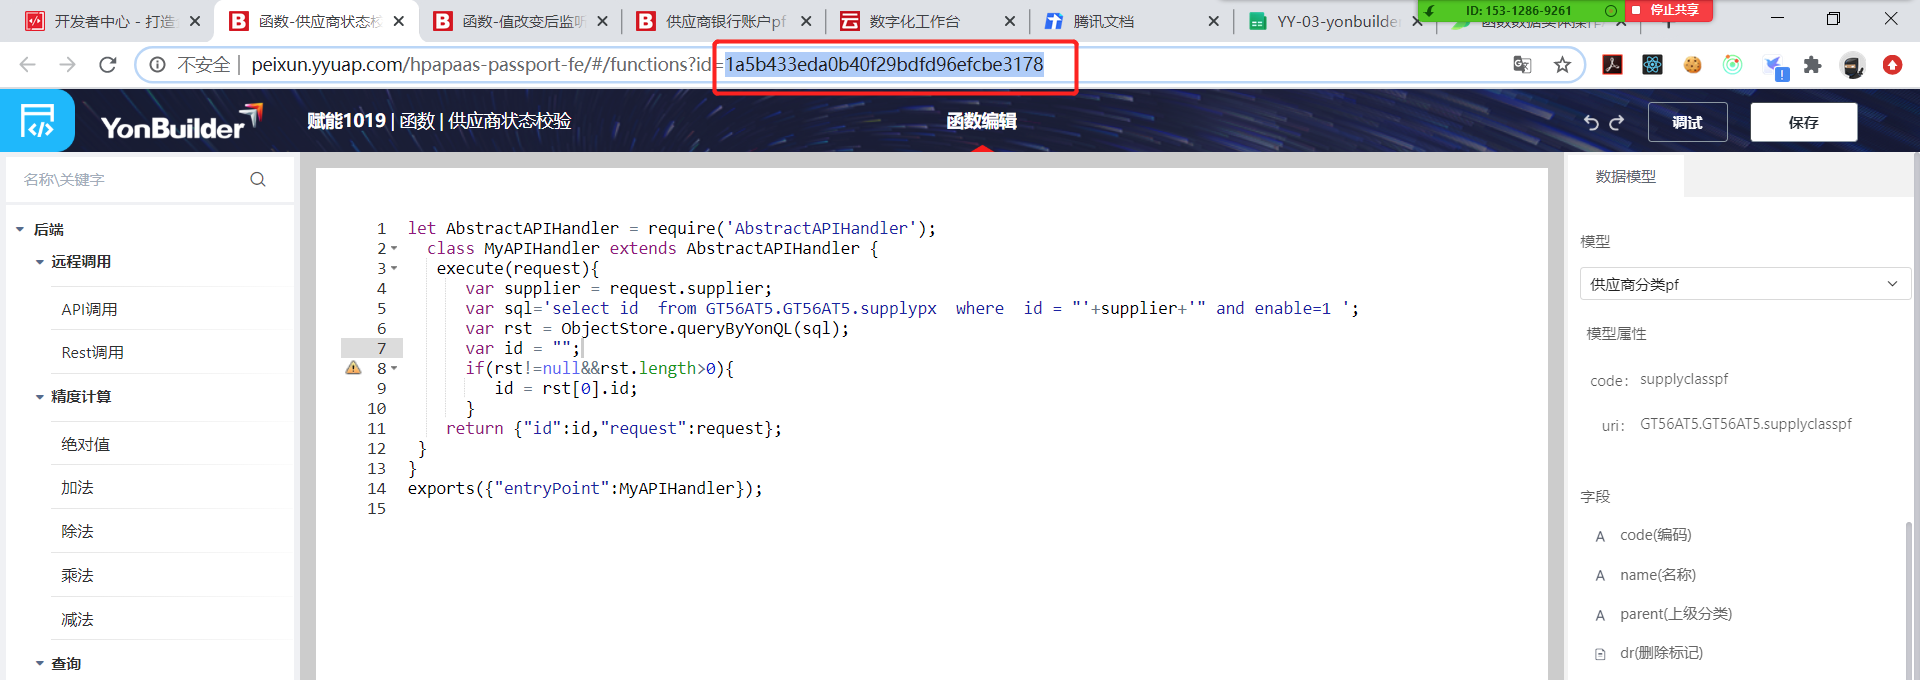 开发者中心 - 打造
函数-供应商状态校
函数-值改变后监听
供应商银行账户pf
数字化工作台
腾讯文档
YY-03-yonbuilder
函数数据实体操作
ID: 153-1286-9261
停止共享
不安全 | peixun.yyuap.com/hpapaas-passport-fe/#/functions?id=1a5b433eda0b40f29bdfd96efcbe3178
YonBuilder
赋能1019 | 函数 | 供应商状态校验
函数编辑
调试
保存
名称\关键字
后端
远程调用
API调用
Rest调用
精度计算
绝对值
加法
除法
乘法
减法
查询
1 let AbstractAPIHandler = require('AbstractAPIHandler');
2 class MyAPIHandler extends AbstractAPIHandler {
3 execute(request){
4 var supplier = request.supplier;
5 var sql='select id  from GT56AT5.GT56AT5.supplypx  where  id = "'+supplier+'" and enable=1 ';
6 var rst = ObjectStore.queryByYonQL(sql);
7 var id = "";
8 if(rst!=null&&rst.length>0){
9 id = rst[0].id;
10 }
11 return {"id":id,"request":request};
12 }
13 }
14 exports({"entryPoint":MyAPIHandler});
15
数据模型
模型
供应商分类pf
模型属性
code: supplyclasspf
uri: GT56AT5.GT56AT5.supplyclasspf
字段
A code(编码)
A name(名称)
A parent(上级分类)
dr(删除标记)